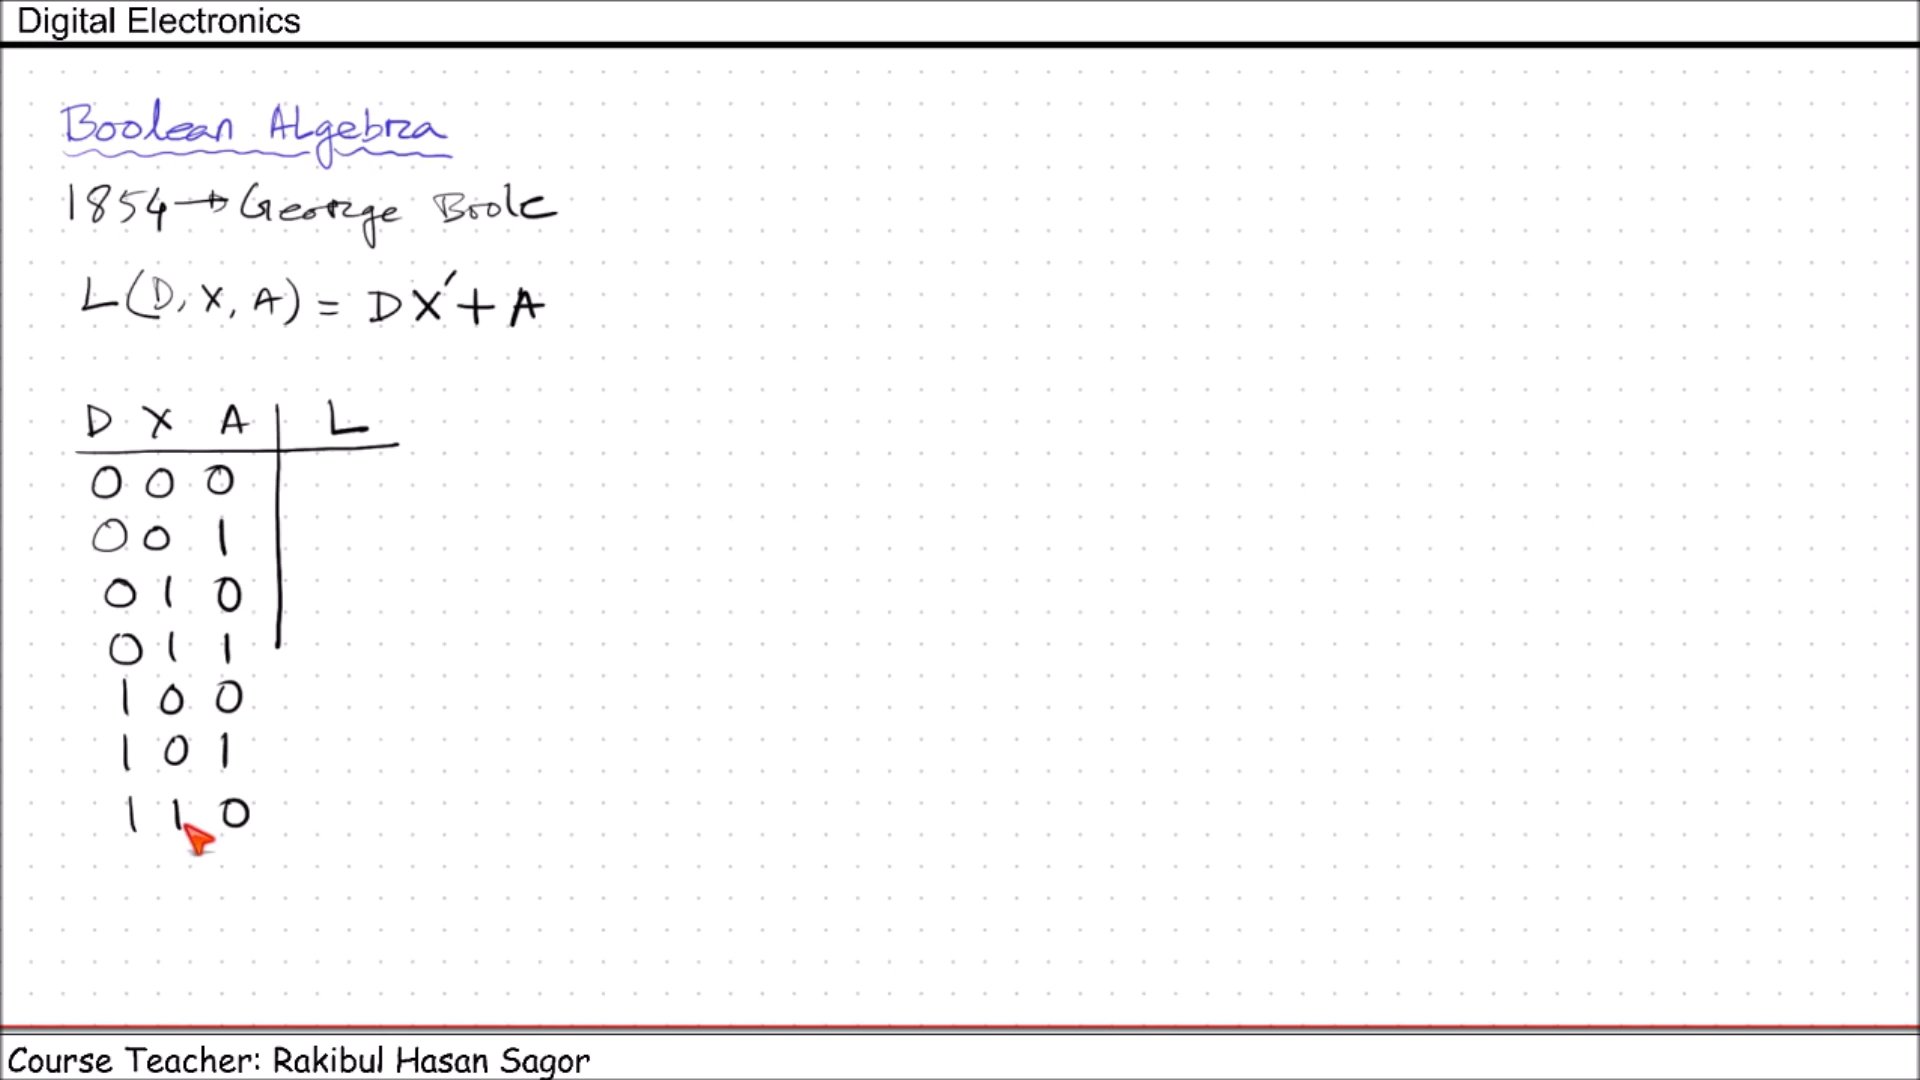 Digital Electronics
Boolean Algebra
1854 → George Boole
L(D, X, A) = DX' + A
D X A | L
0 0 0
0 0 1
0 1 0
0 1 1
1 0 0
1 0 1
1 1 0
Course Teacher: Rakibul Hasan Sagor